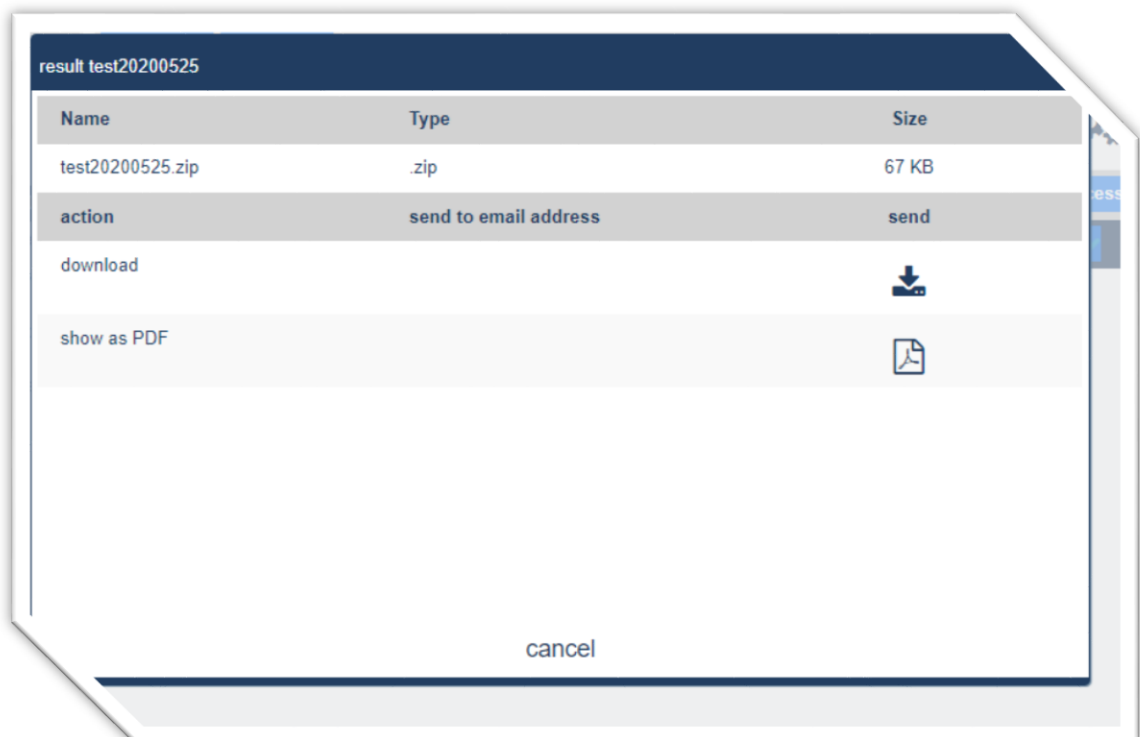 result test20200525
Name Type Size
test20200525.zip .zip 67 KB
action send to email address send
download
show as PDF
cancel